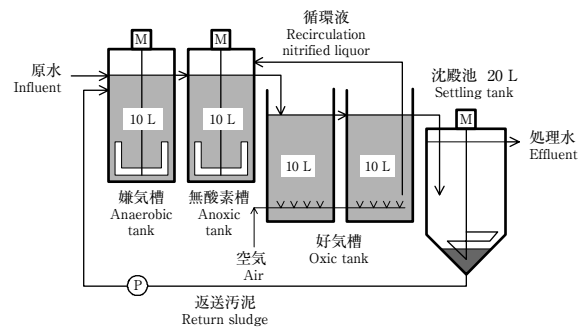 循環液
Recirculation
nitrified liquor
M
M
原水
Influent
沈殿池 20 L
Settling tank
M
10 L
10 L
10 L
10 L
処理水
Effluent
嫌気槽
Anaerobic
tank
無酸素槽
Anoxic
tank
空気
Air
好気槽
Oxic tank
P
返送汚泥
Return sludge